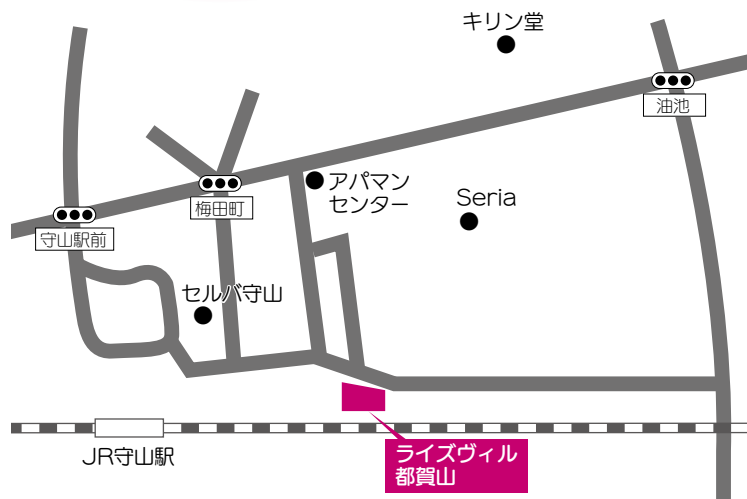 キリン堂
油池
アパマン
センター
Seria
梅田町
守山駅前
セルバ守山
JR守山駅
ライズヴィル
都賀山